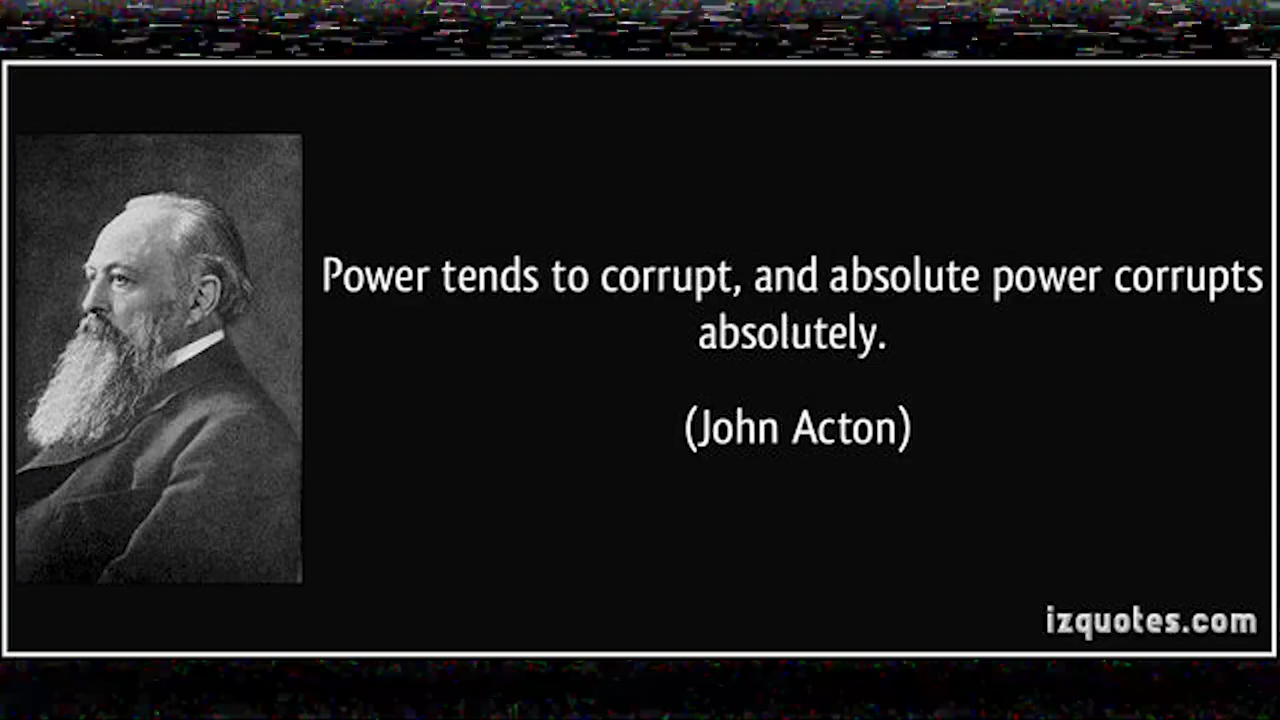 Power tends to corrupt, and absolute power corrupts
absolutely.
(John Acton)
izquotes.com